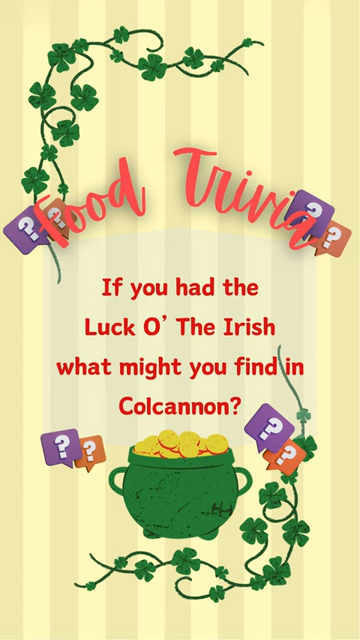 Food Trivia
? ?
? ?
If you had the
Luck O' The Irish
what might you find in
Colcannon?
? ?
? ?